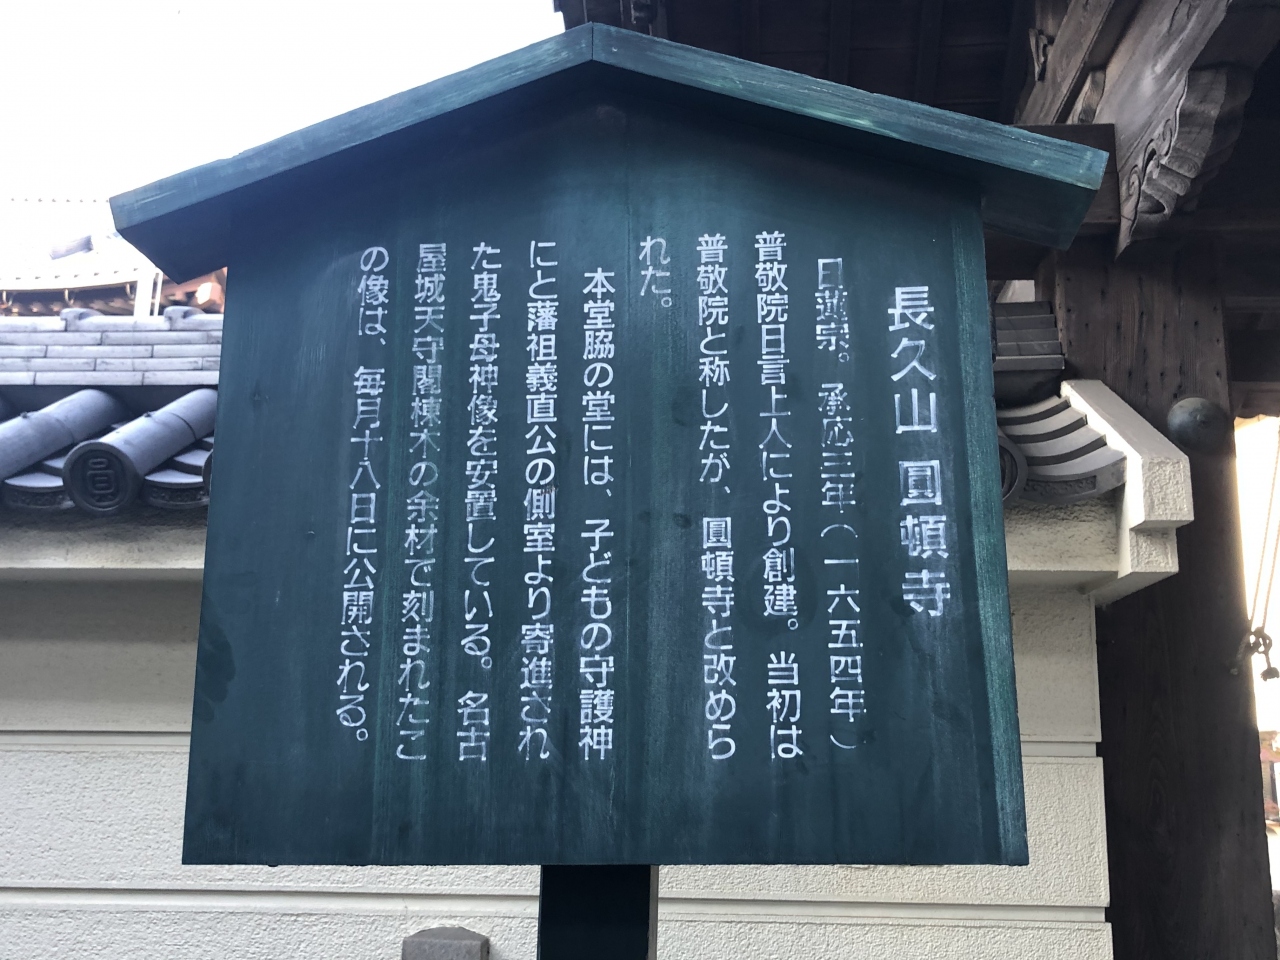 長久山 圓頓寺
日蓮宗。承応三年(一六五四年)
普敬院日言上人により創建。当初は
普敬院と称したが、圓頓寺と改めら
れた。
本堂脇の堂には、子どもの守護神
にと藩祖義直公の側室より寄進され
た鬼子母神像を安置している。名古
屋城天守閣棟木の余材で刻まれたこ
の像は、毎月十八日に公開される。
圓